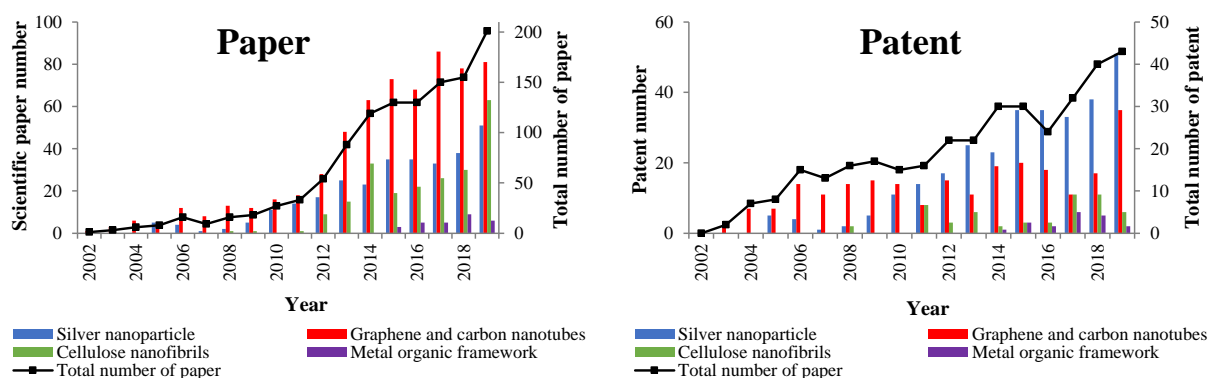 Paper
Scientific paper number
100
80
60
40
20
0
Total number of paper
200
150
100
50
0
2002
2004
2006
2008
2010
2012
2014
2016
2018
Year
Silver nanoparticle
Graphene and carbon nanotubes
Cellulose nanofibrils
Metal organic framework
Total number of paper
Patent
Patent number
60
40
20
0
Total number of patent
50
40
30
20
10
0
2002
2004
2006
2008
2010
2012
2014
2016
2018
Year
Silver nanoparticle
Graphene and carbon nanotubes
Cellulose nanofibrils
Metal organic framework
Total number of paper